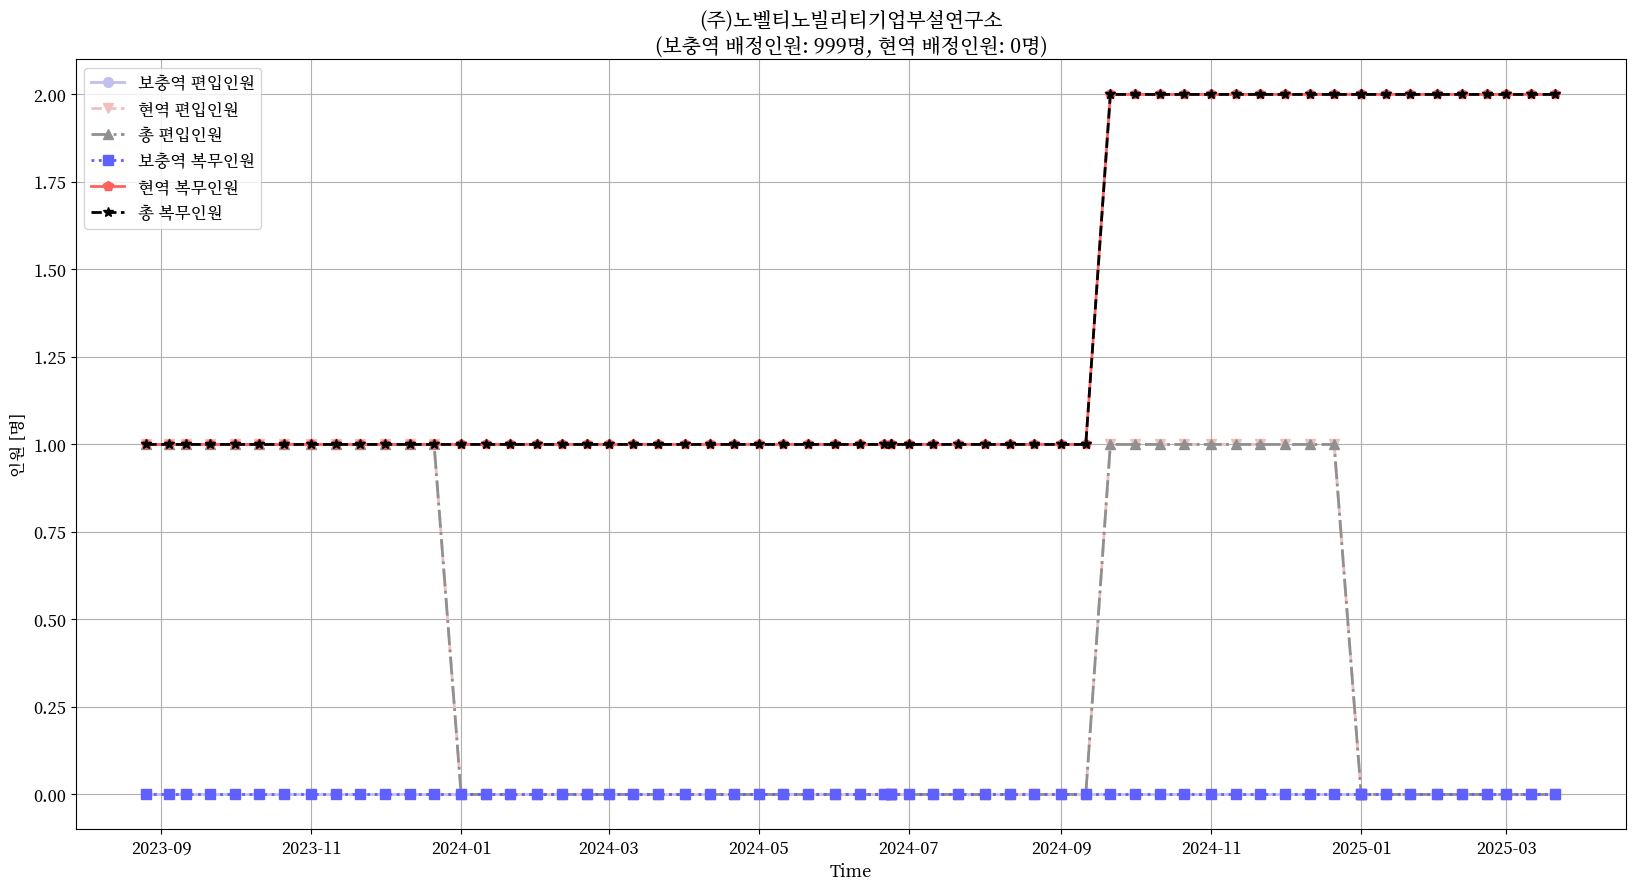 (주)노벨티노빌리티기업부설연구소
(보충역 배정인원: 999명, 현역 배정인원: 0명)
보충역 편입인원
현역 편입인원
총 편입인원
보충역 복무인원
현역 복무인원
총 복무인원
2.00
1.75
1.50
1.25
1.00
0.75
0.50
0.25
0.00
인원 [명]
2023-09
2023-11
2024-01
2024-03
2024-05
2024-07
2024-09
2024-11
2025-01
2025-03
Time